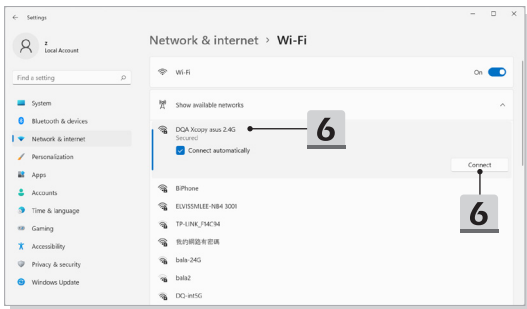 Settings
z
Local Account
Find a setting
System
Bluetooth & devices
Network & internet
Personalization
Apps
Accounts
Time & language
Gaming
Accessibility
Privacy & security
Windows Update
Network & internet > Wi-Fi
Wi-Fi
On
Show available networks
DQA Xcopy asus 2.4G
Secured
Connect automatically
6
Connect
6
BiPhone
ELVISSMLEE-NB4 3001
TP-LINK_F14C94
我的網路有密碼
bala-24G
bala2
DQ-int5G